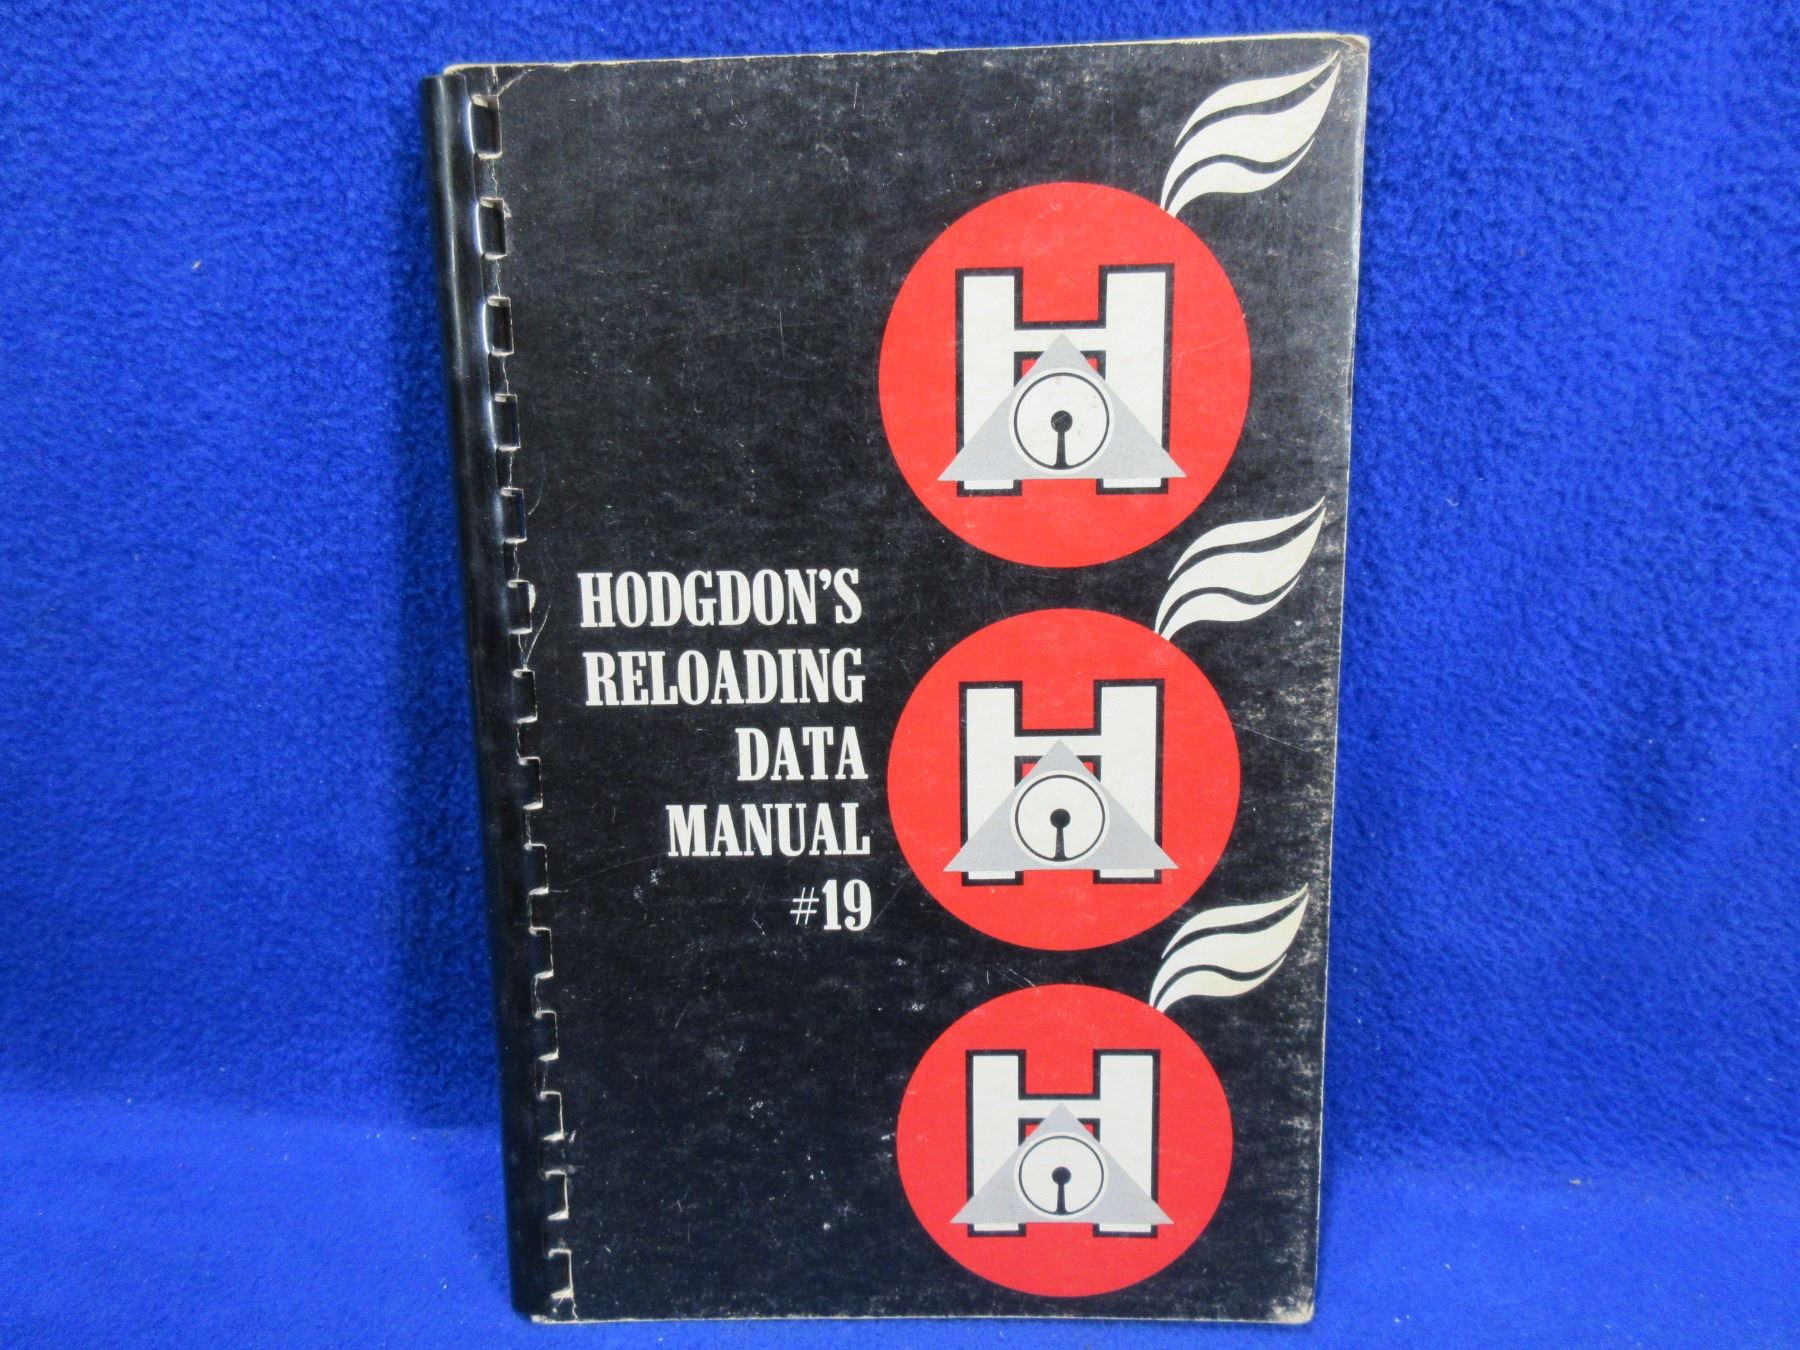 HODGDON'S
RELOADING
DATA
MANUAL
#19
H
H
H